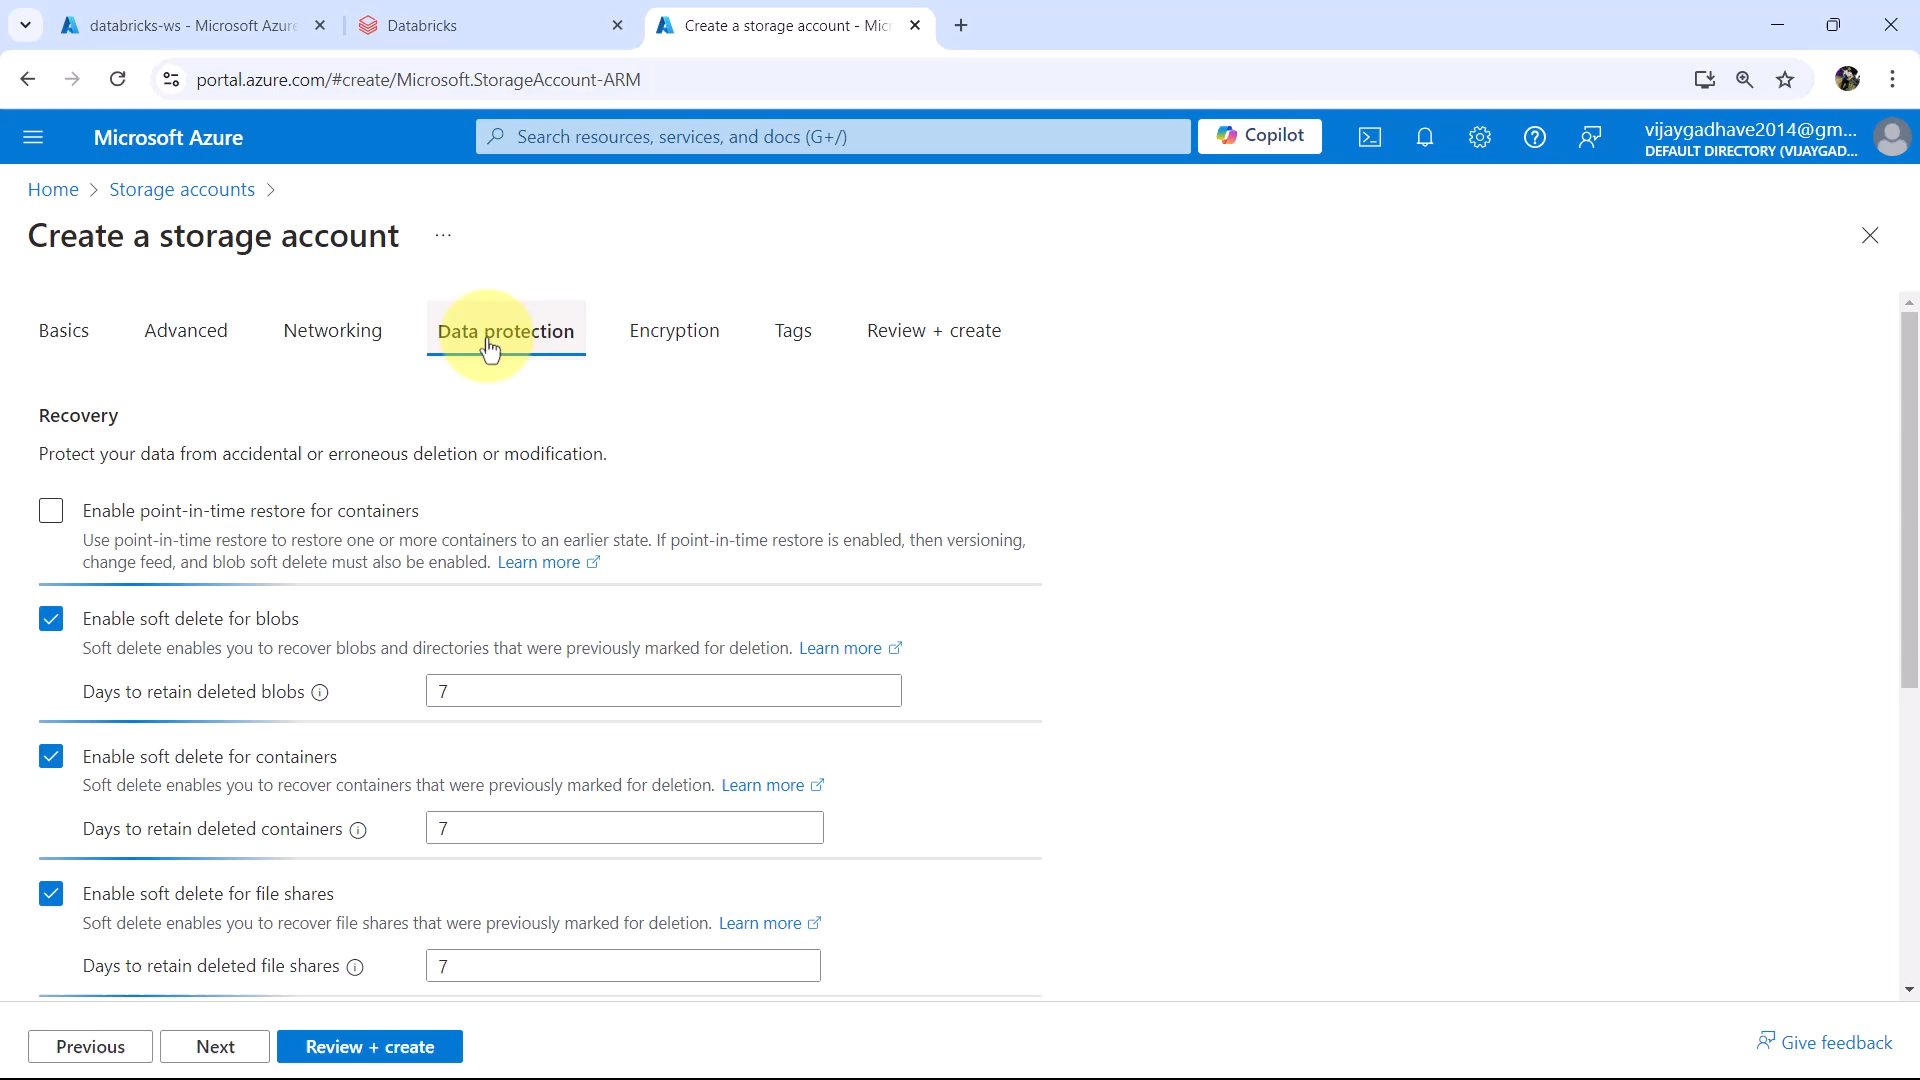 databricks-ws - Microsoft Azure
Databricks
Create a storage account - Micr
portal.azure.com/#create/Microsoft.StorageAccount-ARM
Microsoft Azure
Search resources, services, and docs (G+/)
Copilot
vijaygadhave2014@gm...
DEFAULT DIRECTORY (VIJAYGAD...
Home > Storage accounts >
Create a storage account ...
Basics Advanced Networking Data protection Encryption Tags Review + create
Recovery
Protect your data from accidental or erroneous deletion or modification.
Enable point-in-time restore for containers
Use point-in-time restore to restore one or more containers to an earlier state. If point-in-time restore is enabled, then versioning,
change feed, and blob soft delete must also be enabled. Learn more
Enable soft delete for blobs
Soft delete enables you to recover blobs and directories that were previously marked for deletion. Learn more
Days to retain deleted blobs 7
Enable soft delete for containers
Soft delete enables you to recover containers that were previously marked for deletion. Learn more
Days to retain deleted containers 7
Enable soft delete for file shares
Soft delete enables you to recover file shares that were previously marked for deletion. Learn more
Days to retain deleted file shares 7
Previous Next Review + create
Give feedback